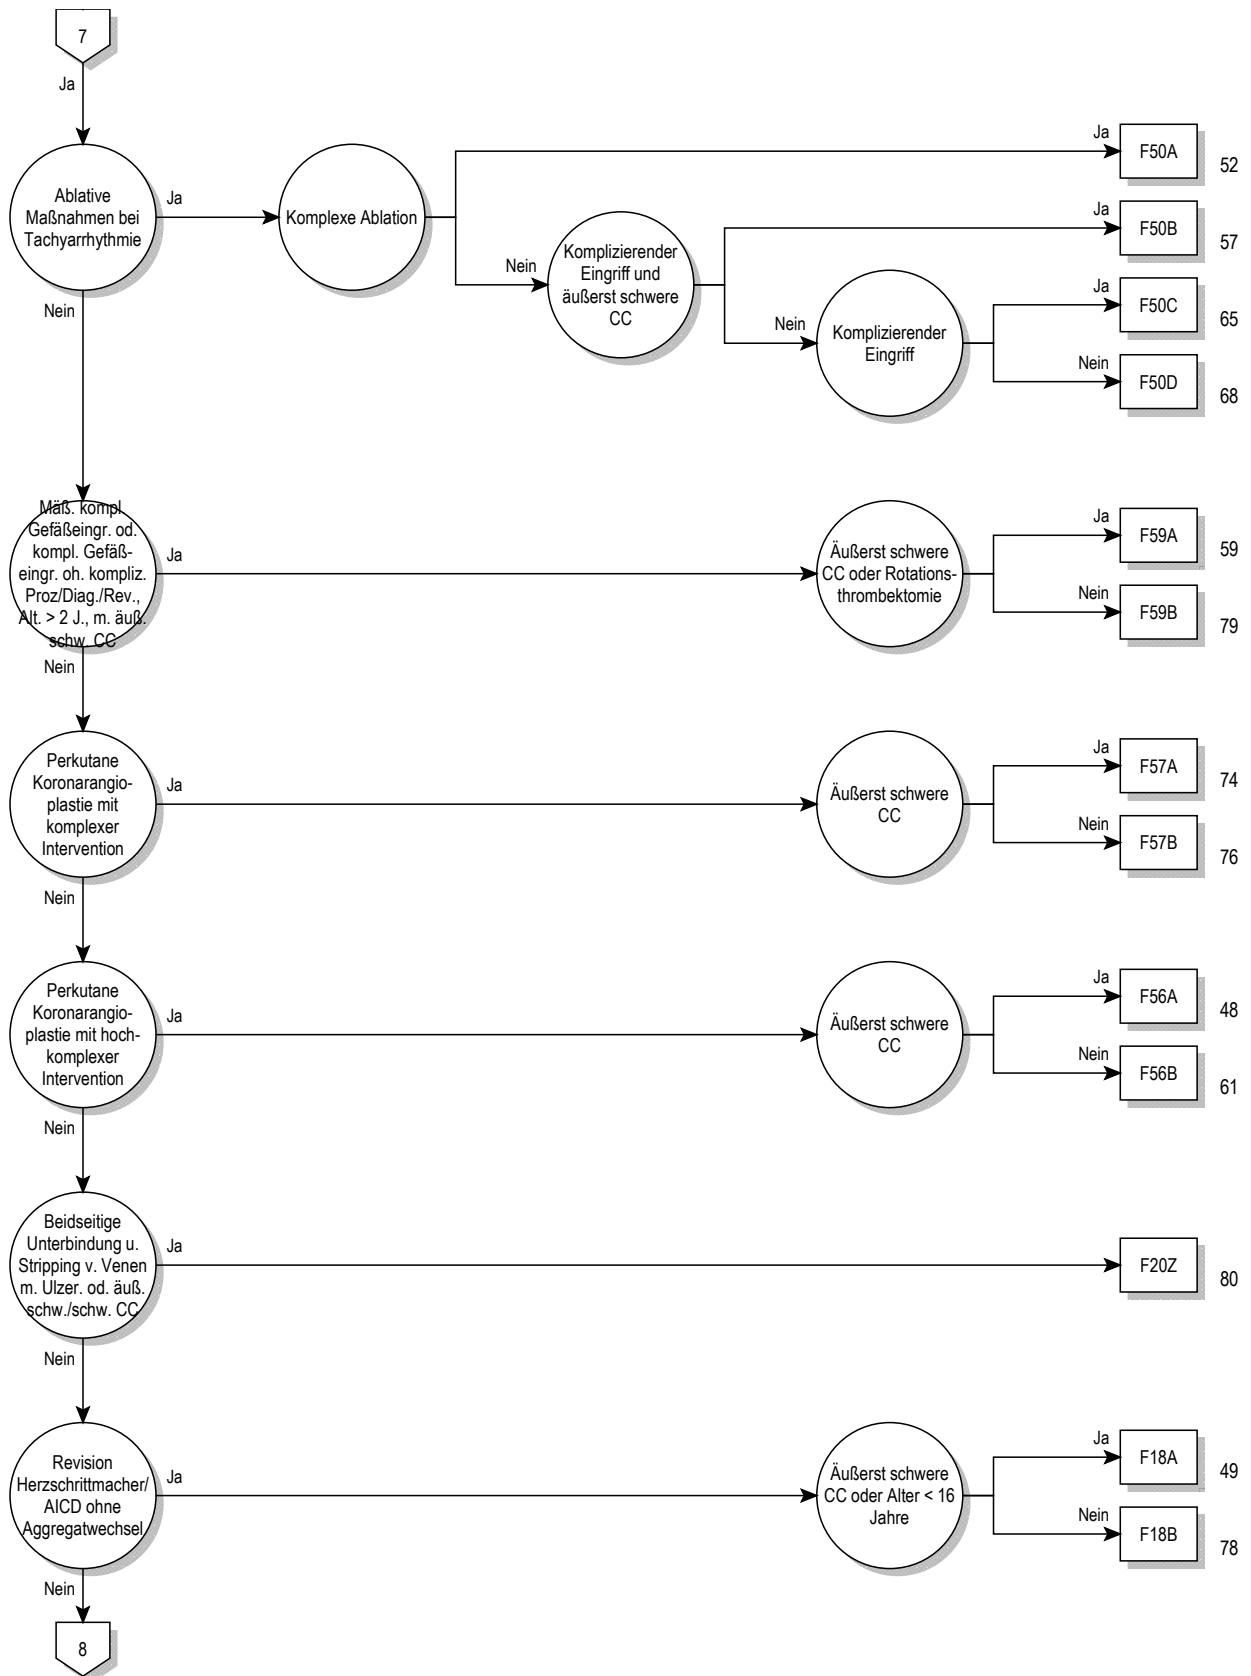 7
Ja
Ablative
Maßnahmen bei
Tachyarrhythmie
Ja
Komplexe Ablation
Ja
F50A
52
Nein
Komplizierender
Eingriff und
äußerst schwere
CC
Ja
F50B
57
Nein
Komplizierender
Eingriff
Ja
F50C
65
Nein
F50D
68
Nein
Mäß. kompl.
Gefäßeingr. od.
kompl. Gefäß-
eingr. oh. kompliz.
Proz/Diag./Rev.,
Alt. > 2 J., m. äuß.
schw. CC
Ja
Äußerst schwere
CC oder Rotations-
thrombektomie
Ja
F59A
59
Nein
F59B
79
Nein
Perkutane
Koronarangio-
plastie mit
komplexer
Intervention
Ja
Äußerst schwere
CC
Ja
F57A
74
Nein
F57B
76
Nein
Perkutane
Koronarangio-
plastie mit hoch-
komplexer
Intervention
Ja
Äußerst schwere
CC
Ja
F56A
48
Nein
F56B
61
Nein
Beidseitige
Unterbindung u.
Stripping v. Venen
m. Ulzer. od. äuß.
schw./schw. CC
Ja
F20Z
80
Nein
Revision
Herzschrittmacher/
AICD ohne
Aggregatwechsel
Ja
Äußerst schwere
CC oder Alter < 16
Jahre
Ja
F18A
49
Nein
F18B
78
Nein
8